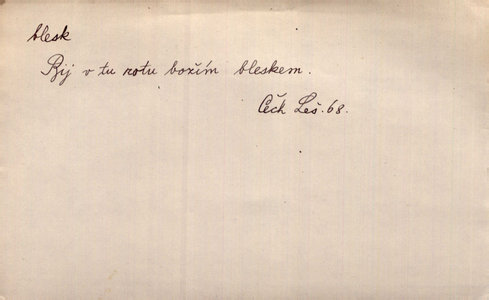 blesk
Bij v tu rotu božím bleskem.
Čech Leš. 68.